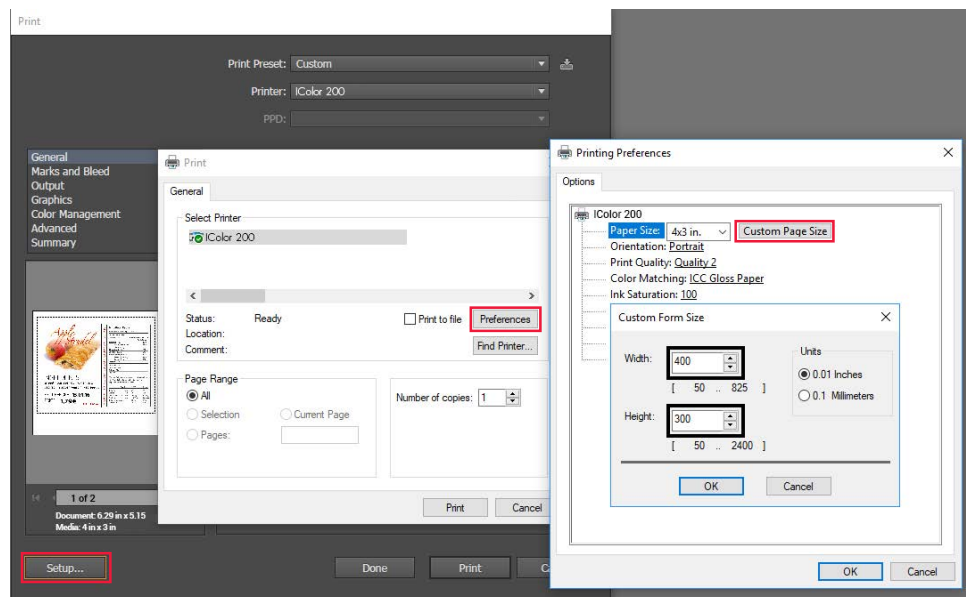 Print
Print Preset: Custom
Printer: IColor 200
PPD:
General
Marks and Bleed
Output
Graphics
Color Management
Advanced
Summary
Apple
Strudel
1 of 2
Document: 6.29 in x 5.15
Media: 4 in x 3 in
Setup...
Done
Print
Print
General
Select Printer
IColor 200
Status: Ready
Location:
Comment:
Print to file
Preferences
Find Printer...
Page Range
All
Selection
Current Page
Pages:
Number of copies: 1
Print
Cancel
Printing Preferences
Options
IColor 200
Paper Size: 4x3 in.
Custom Page Size
Orientation: Portrait
Print Quality: Quality 2
Color Matching: ICC Gloss Paper
Ink Saturation: 100
Custom Form Size
Width: 400
[ 50 .. 825 ]
Height: 300
[ 50 .. 2400 ]
Units
0.01 Inches
0.1 Millimeters
OK
Cancel
OK
Cancel